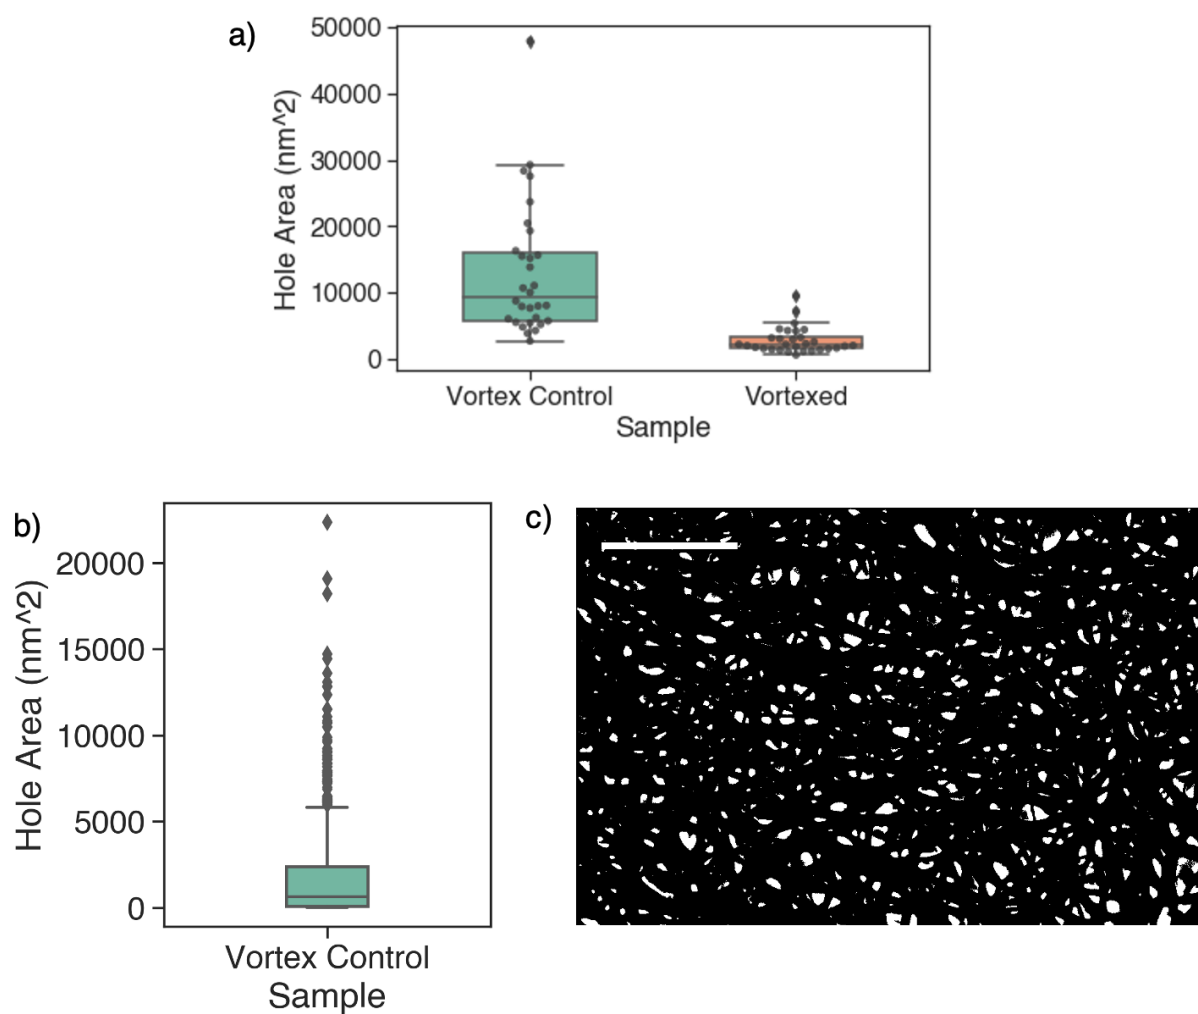 a)
50000
40000
30000
20000
10000
0
Hole Area (nm^2)
Vortex Control
Vortexed
Sample
b)
20000
15000
10000
5000
0
Hole Area (nm^2)
Vortex Control
Sample
c)